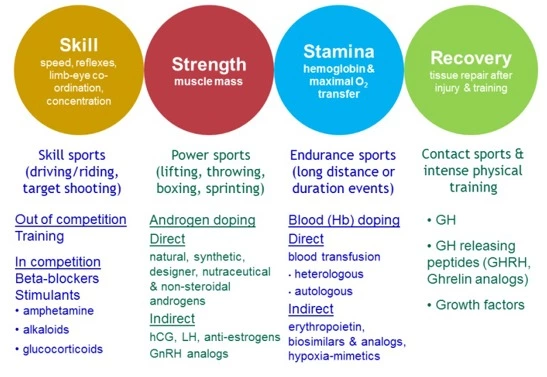 Skill
speed, reflexes,
limb-eye co-
ordination,
concentration
Strength
muscle mass
Stamina
hemoglobin &
maximal O₂
transfer
Recovery
tissue repair after
injury & training
Skill sports
(driving/riding,
target shooting)
Out of competition
Training
In competition
Beta-blockers
Stimulants
• amphetamine
• alkaloids
• glucocorticoids
Power sports
(lifting, throwing,
boxing, sprinting)
Androgen doping
Direct
natural, synthetic,
designer, nutraceutical
& non-steroidal
androgens
Indirect
hCG, LH, anti-estrogens
GnRH analogs
Endurance sports
(long distance or
duration events)
Blood (Hb) doping
Direct
blood transfusion
• heterologous
• autologous
Indirect
erythropoietin,
biosimilars & analogs,
hypoxia-mimetics
Contact sports &
intense physical
training
• GH
• GH releasing
peptides (GHRH,
Ghrelin analogs)
• Growth factors